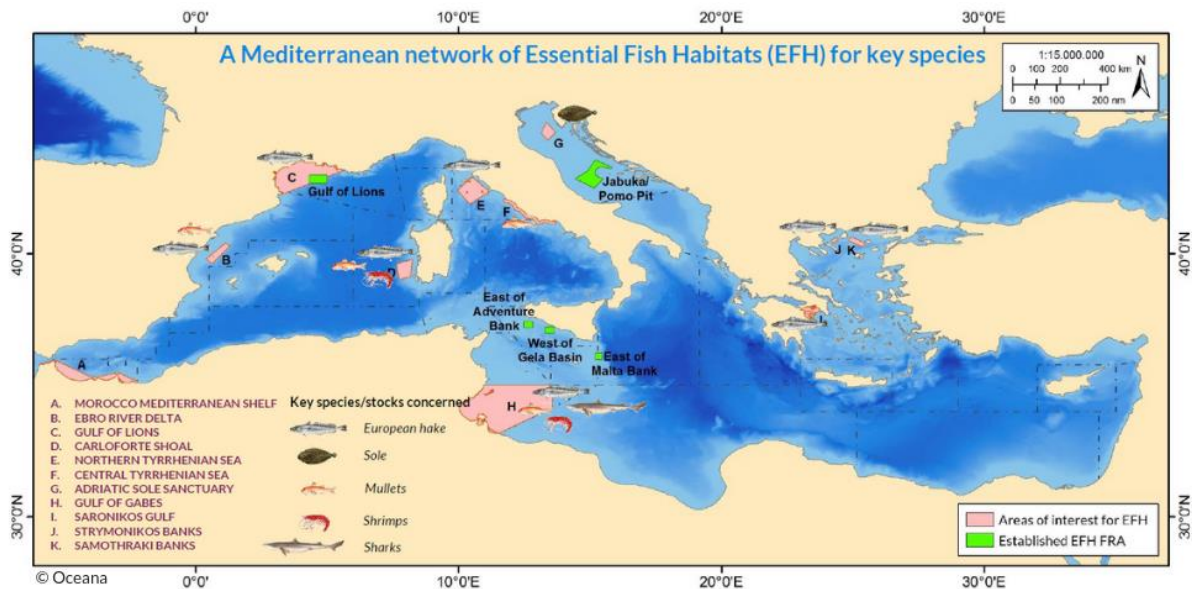 0°0' 10°0'E 20°0'E 30°0'E
A Mediterranean network of Essential Fish Habitats (EFH) for key species
1:15.000.000
100 0 100 200 400 km
N
0 50 100 200 nm
G
Jabuka/
Pomo Pit
C
Gulf of Lions
E
F
40°0'N
B
D
J K
40°0'N
I
East of
Adventure
Bank
West of
Gela Basin
East of
Malta Bank
A
H
A. MOROCCO MEDITERRANEAN SHELF
B. EBRO RIVER DELTA
C. GULF OF LIONS
D. CARLOFORTE SHOAL
E. NORTHERN TYRRHENIAN SEA
F. CENTRAL TYRRHENIAN SEA
G. ADRIATIC SOLE SANCTUARY
H. GULF OF GABES
I. SARONIKOS GULF
J. STRYMONIKOS BANKS
K. SAMOTHRAKI BANKS
Key species/stocks concerned
European hake
Sole
Mullets
Shrimps
Sharks
30°0'N
30°0'N
Areas of interest for EFH
Established EFH FRA
© Oceana
0°0' 10°0'E 20°0'E 30°0'E